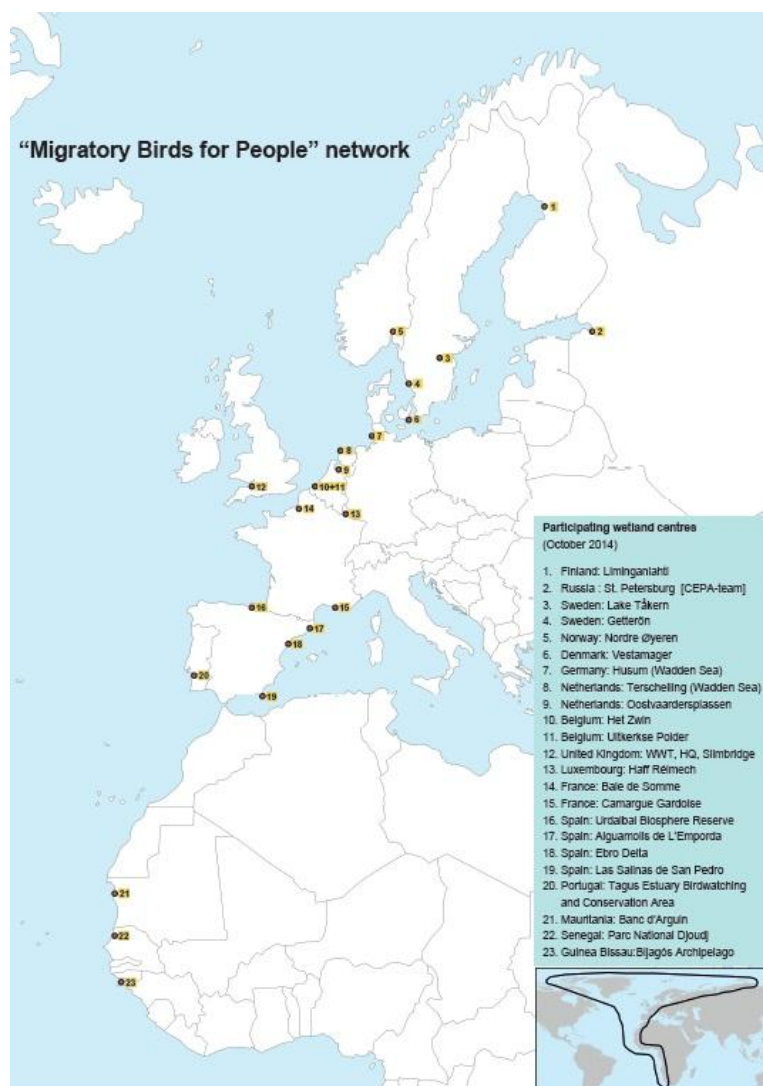 “Migratory Birds for People” network
1
2
5
3
4
6
7
8
9
12
10+11
14
13
16
15
17
18
20
19
21
22
23
Participating wetland centres
(October 2014)
1. Finland: Liminganlahti
2. Russia : St. Petersburg [CEPA-team]
3. Sweden: Lake Tåkern
4. Sweden: Getterön
5. Norway: Nordre Øyeren
6. Denmark: Vestamager
7. Germany: Husum (Wadden Sea)
8. Netherlands: Terschelling (Wadden Sea)
9. Netherlands: Oostvaardersplassen
10. Belgium: Het Zwin
11. Belgium: Uitkerkse Polder
12. United Kingdom: WWT, HQ, Slimbridge
13. Luxembourg: Haff Réimech
14. France: Baie de Somme
15. France: Camargue Gardoise
16. Spain: Urdaibai Biosphere Reserve
17. Spain: Aiguamolls de L'Emporda
18. Spain: Ebro Delta
19. Spain: Las Salinas de San Pedro
20. Portugal: Tagus Estuary Birdwatching
and Conservation Area
21. Mauritania: Banc d'Arguin
22. Senegal: Parc National Djoudj
23. Guinea Bissau:Bijagós Archipelago